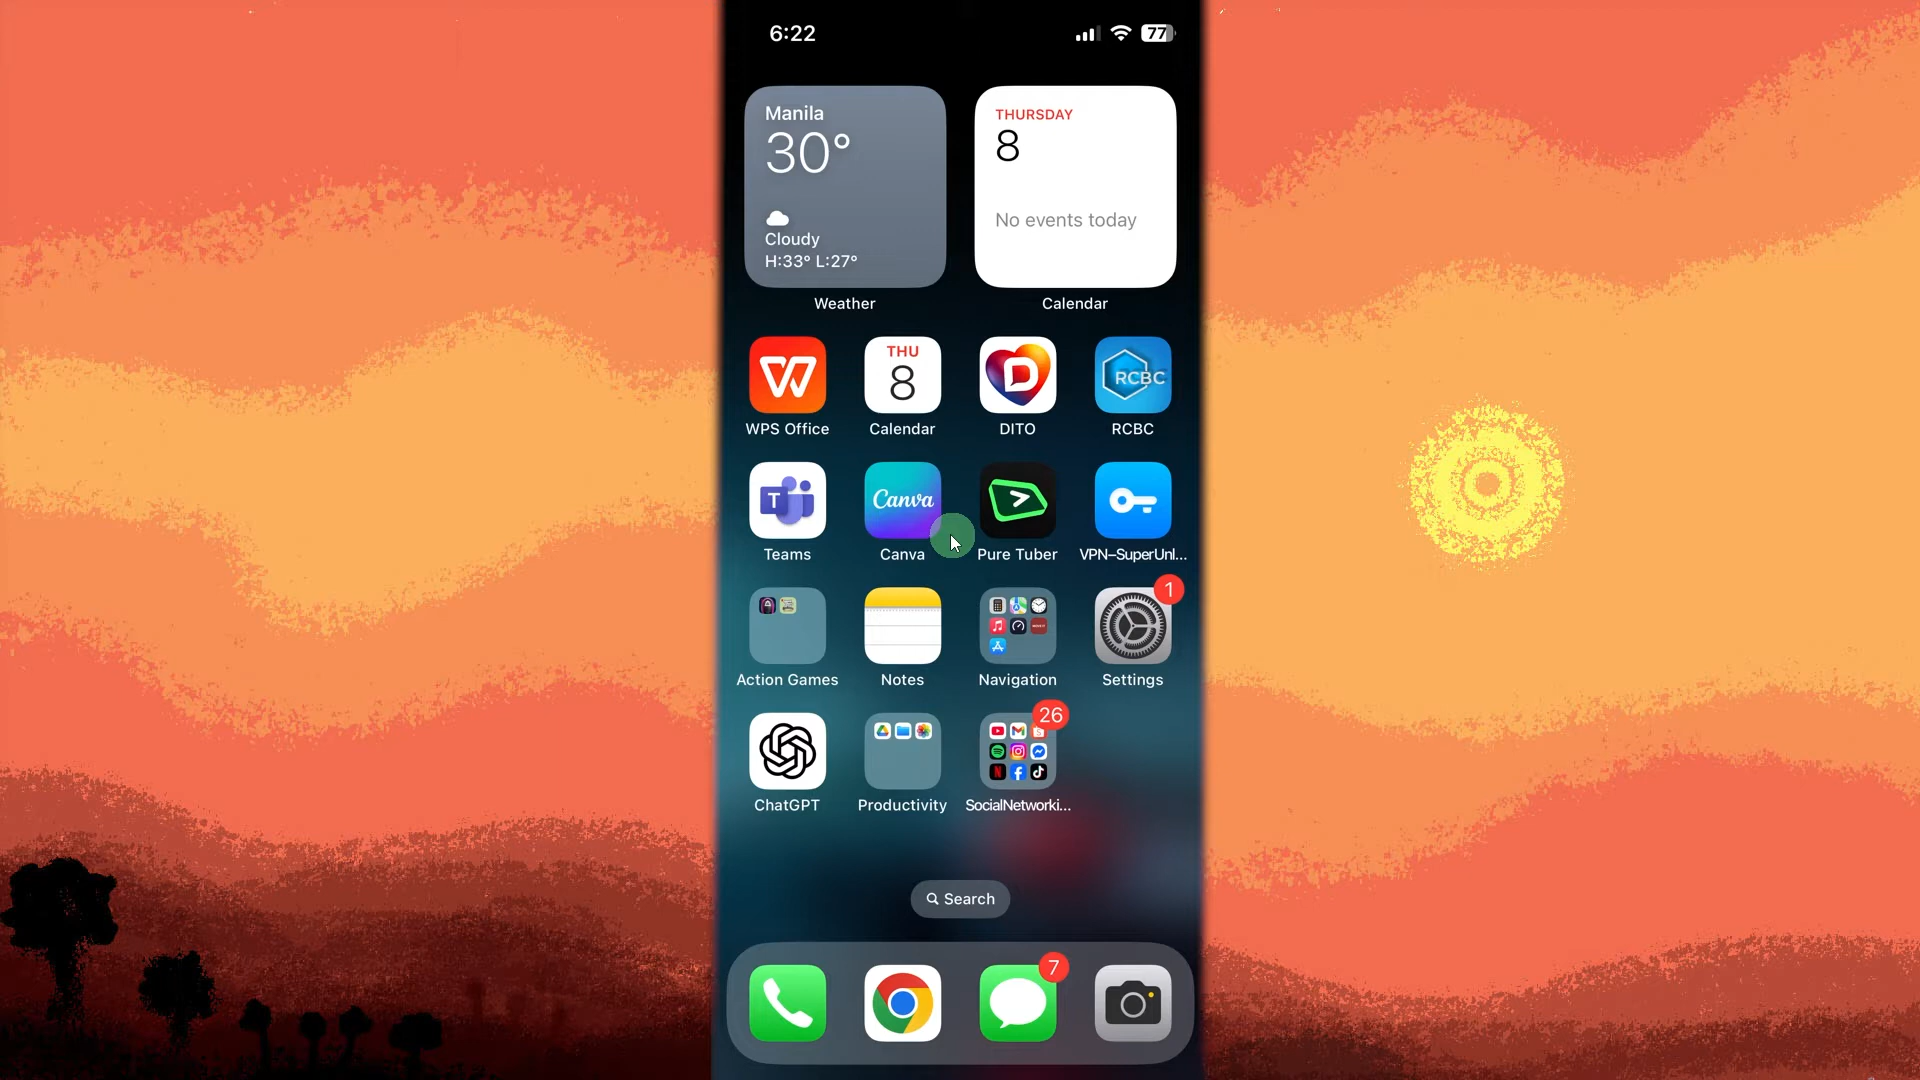 6:22
77
Manila
30°
Cloudy
H:33° L:27°
Weather
THURSDAY
8
No events today
Calendar
W
THU
8
D
RCBC
WPS Office
Calendar
DITO
RCBC
T
Canva
Teams
Canva
Pure Tuber
VPN–SuperUnl...
1
Action Games
Notes
Navigation
Settings
26
ChatGPT
Productivity
SocialNetworki...
Search
7